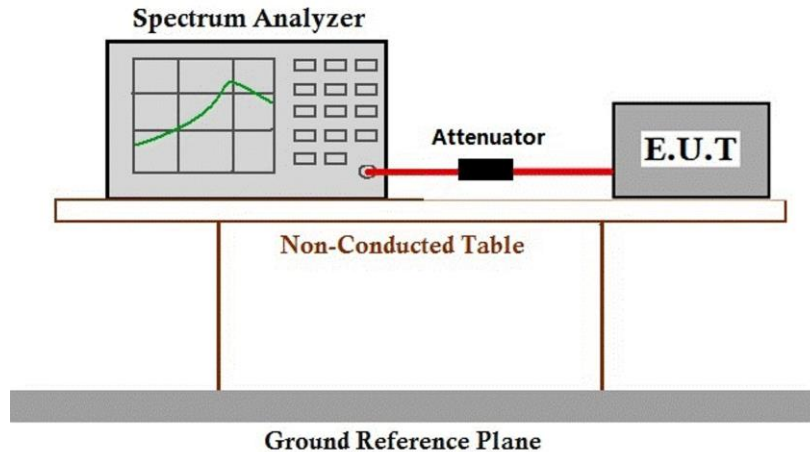 Spectrum Analyzer
Attenuator
E.U.T
Non-Conducted Table
Ground Reference Plane